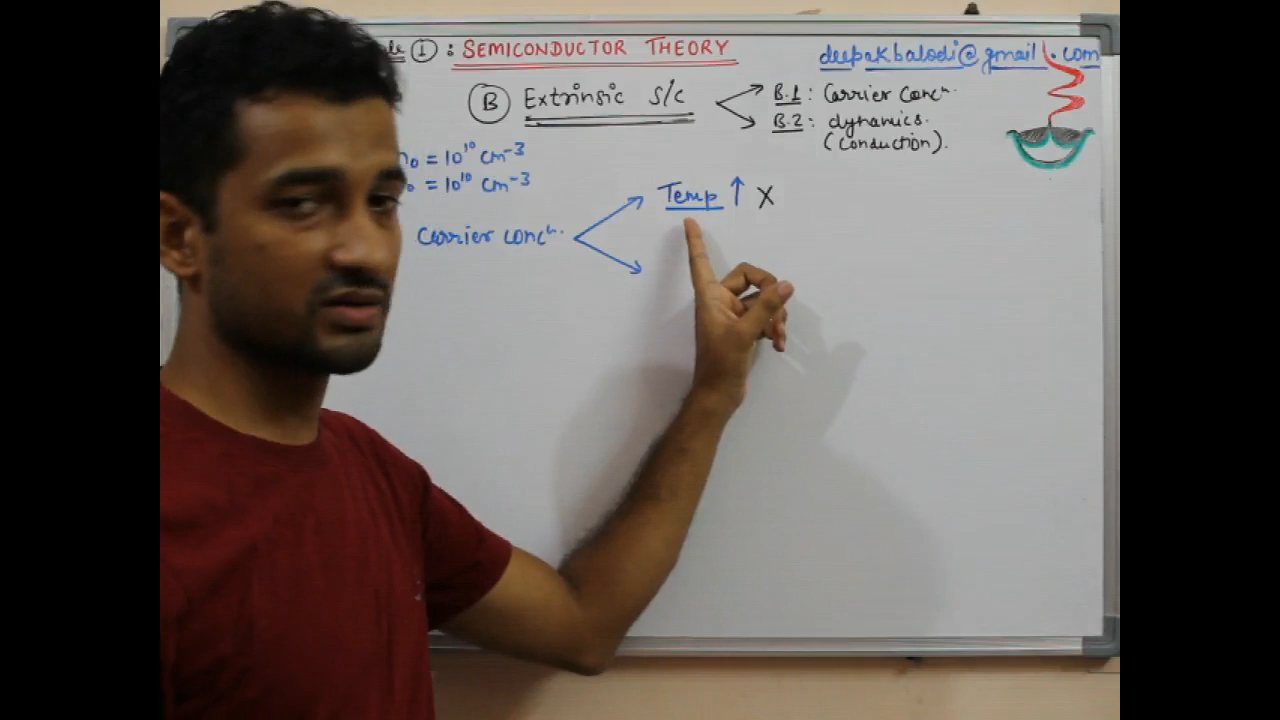 ① : SEMICONDUCTOR THEORY
deepakbalodi@gmail.com
Ⓑ Extrinsic s/c
B.1 : Carrier concn.
B.2 : dynamics.
(Conduction).
= 10¹⁰ cm⁻³
= 10¹⁰ cm⁻³
Temp ↑ X
Carrier concn.